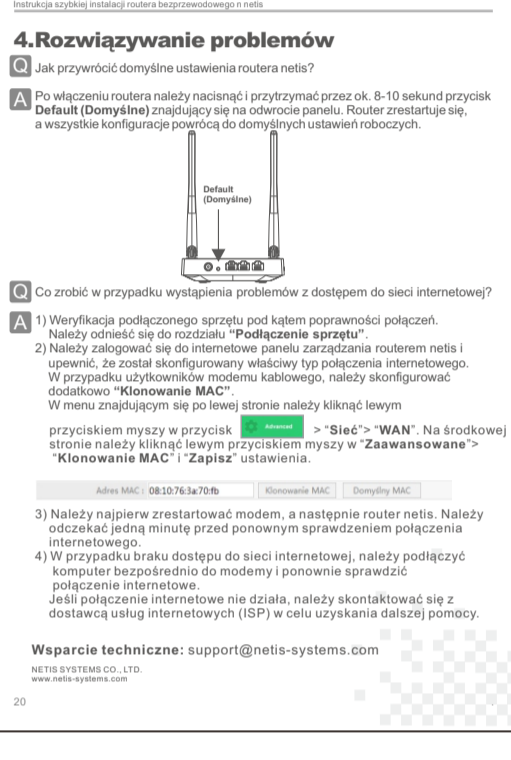 Instrukcja szybkiej instalacji routera bezprzewodowego n netis
4.Rozwiązywanie problemów
Q Jak przywrócić domyślne ustawienia routera netis?
A Po włączeniu routera należy nacisnąć i przytrzymać przez ok. 8-10 sekund przycisk
Default (Domyślne) znajdujący się na odwrocie panelu. Router zrestartuje się,
a wszystkie konfiguracje powrócą do domyślnych ustawień roboczych.
Default
(Domyślne)
Q Co zrobić w przypadku wystąpienia problemów z dostępem do sieci internetowej?
A 1) Weryfikacja podłączonego sprzętu pod kątem poprawności połączeń.
Należy odnieść się do rozdziału “Podłączenie sprzętu”.
2) Należy zalogować się do internetowe panelu zarządzania routerem netis i
upewnić, że został skonfigurowany właściwy typ połączenia internetowego.
W przypadku użytkowników modemu kablowego, należy skonfigurować
dodatkowo “Klonowanie MAC”.
W menu znajdującym się po lewej stronie należy kliknąć lewym
przyciskiem myszy w przycisk Advanced > “Sieć”> “WAN”. Na środkowej
stronie należy kliknąć lewym przyciskiem myszy w “Zaawansowane”>
“Klonowanie MAC” i “Zapisz” ustawienia.
Adres MAC : 08:10:76:3a:70:fb Klonowanie MAC Domyślny MAC
3) Należy najpierw zrestartować modem, a następnie router netis. Należy
odczekać jedną minutę przed ponownym sprawdzeniem połączenia
internetowego.
4) W przypadku braku dostępu do sieci internetowej, należy podłączyć
komputer bezpośrednio do modemy i ponownie sprawdzić
połączenie internetowe.
Jeśli połączenie internetowe nie działa, należy skontaktować się z
dostawcą usług internetowych (ISP) w celu uzyskania dalszej pomocy.
Wsparcie techniczne: support@netis-systems.com
NETIS SYSTEMS CO., LTD.
www.netis-systems.com
20